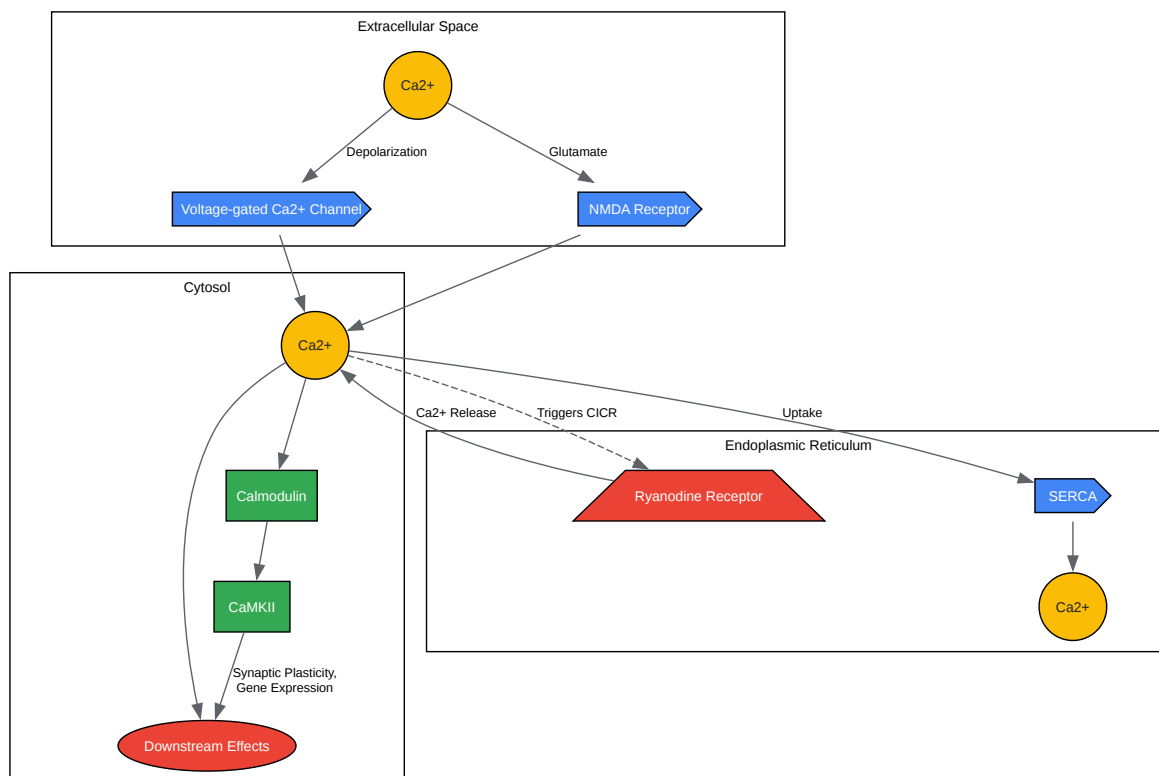 Extracellular Space
Ca2+
Depolarization
Glutamate
Voltage-gated Ca2+ Channel
NMDA Receptor
Cytosol
Ca2+
Ca2+ Release
Triggers CICR
Uptake
Endoplasmic Reticulum
Calmodulin
Ryanodine Receptor
SERCA
CaMKII
Ca2+
Synaptic Plasticity,
Gene Expression
Downstream Effects